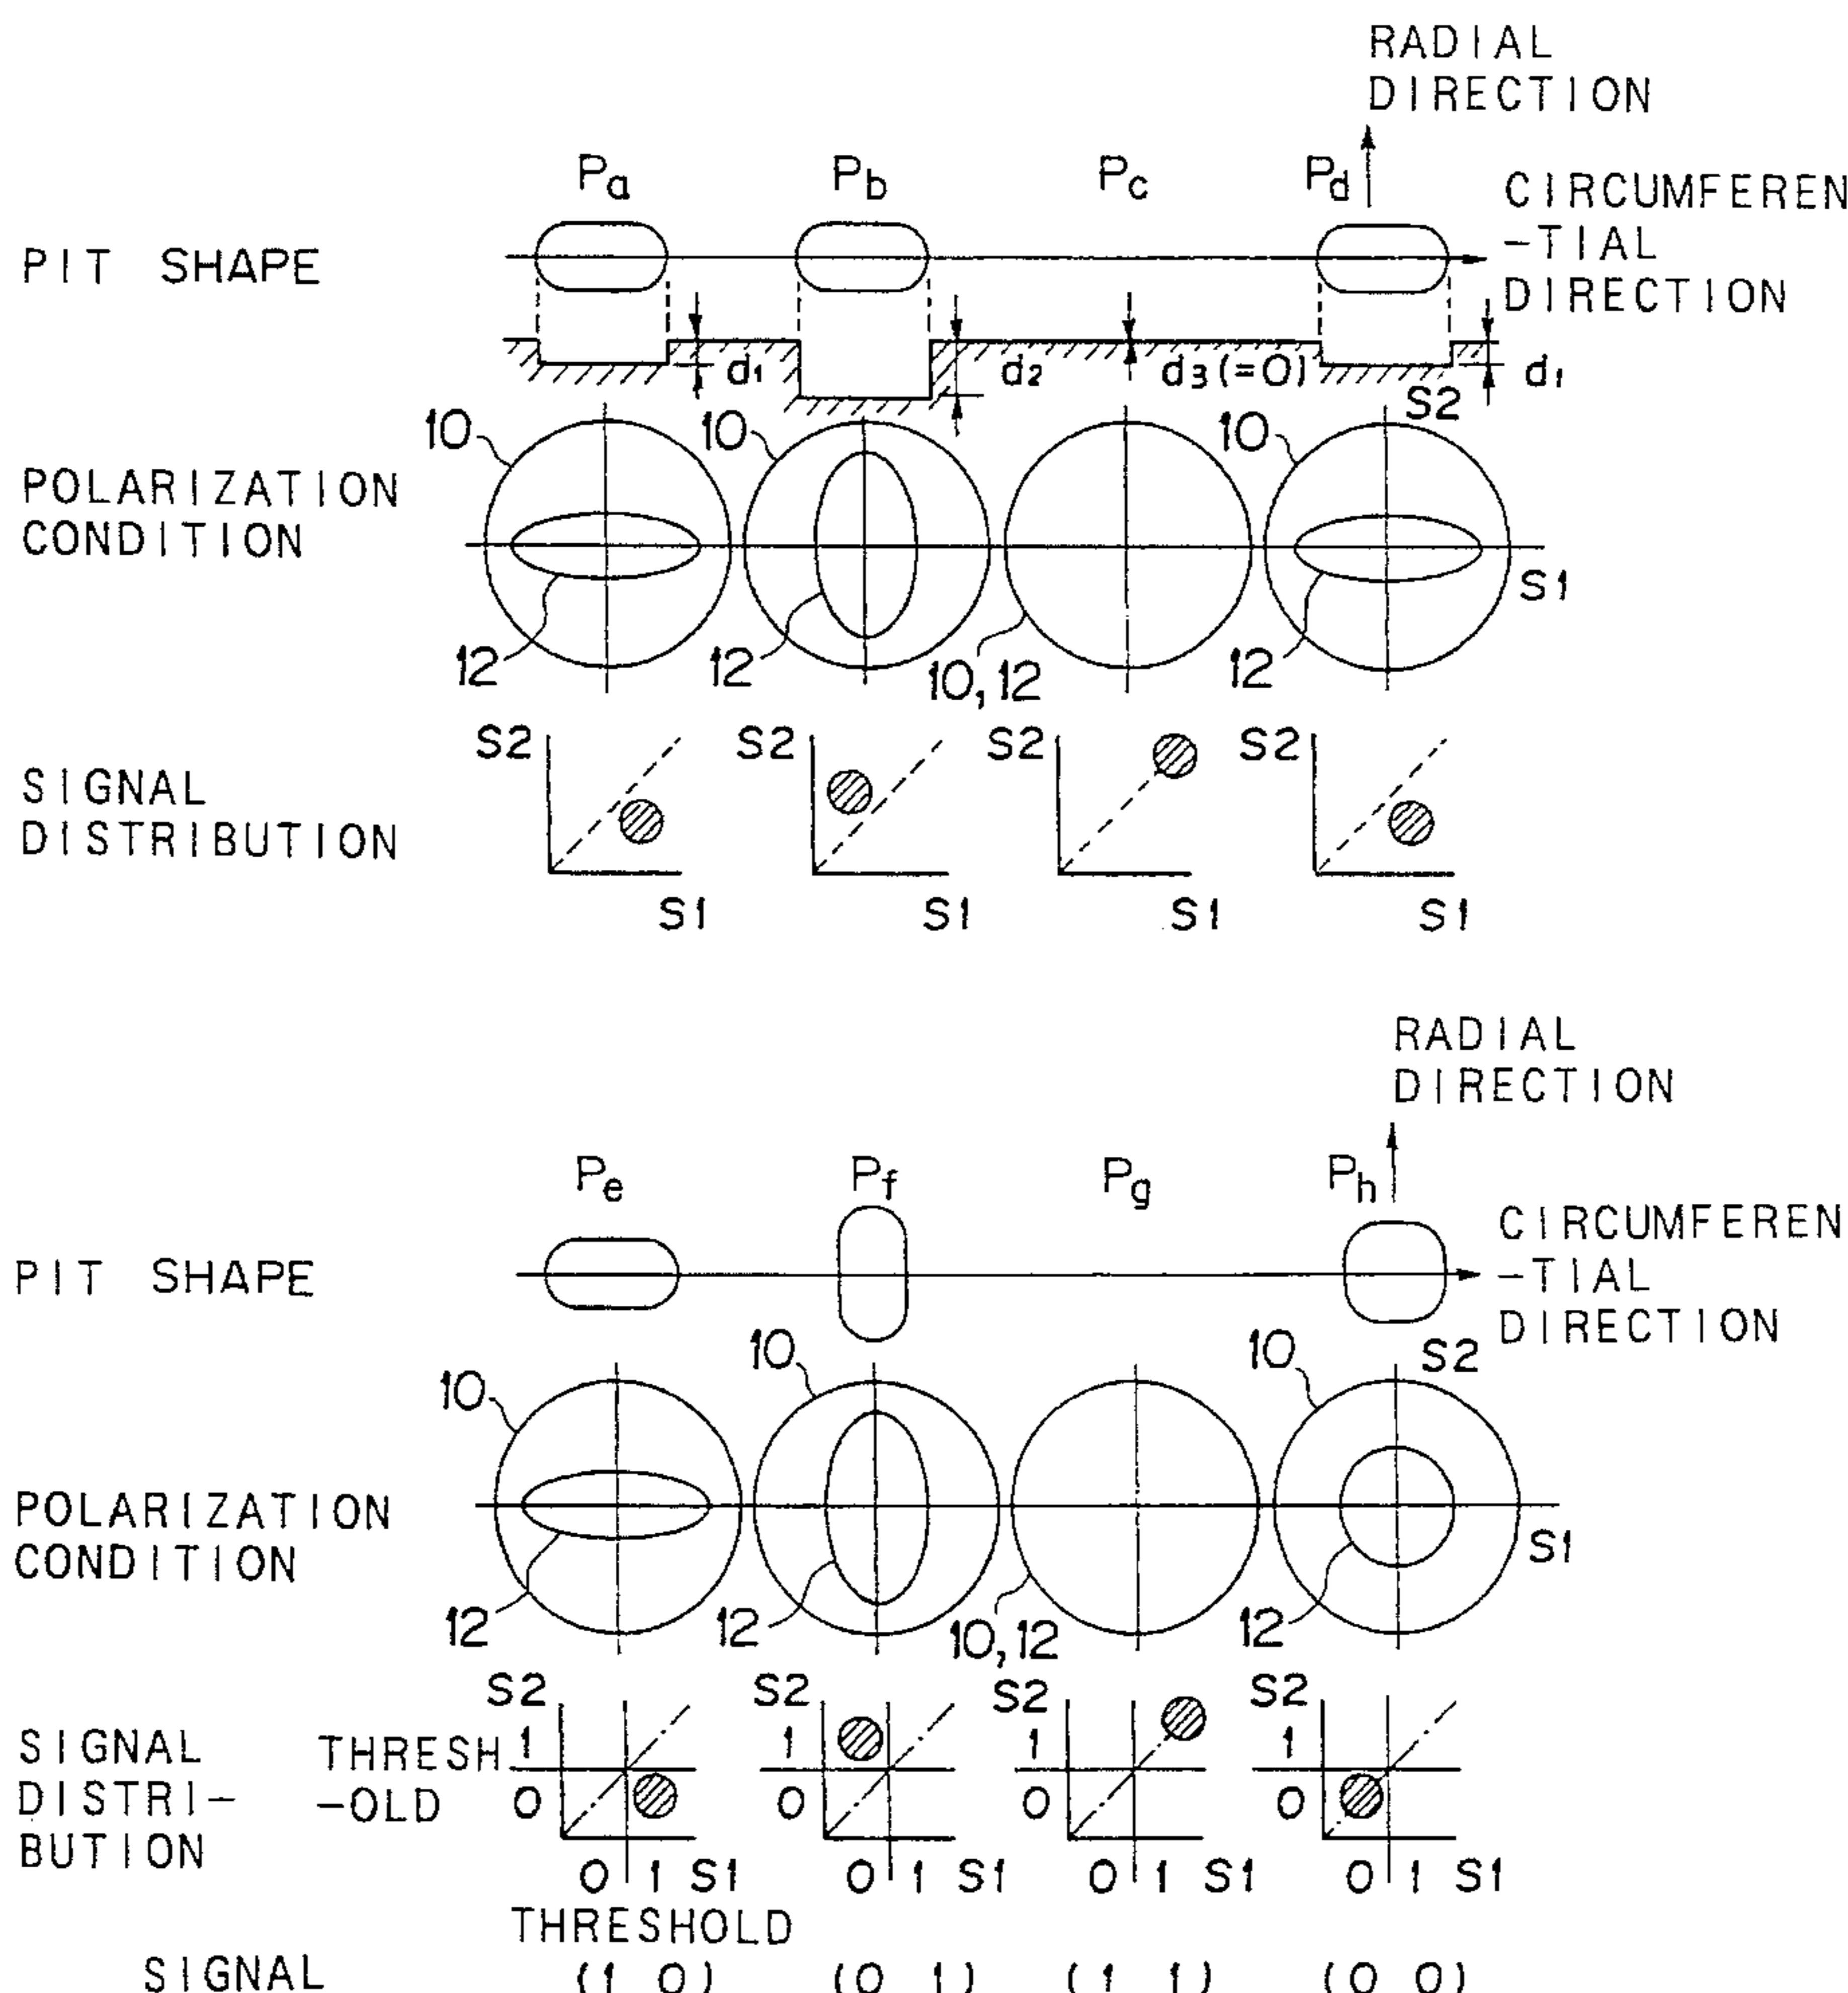 RADIAL
DIRECTION
Pa Pb Pc Pd
CIRCUMFEREN
-TIAL
DIRECTION
PIT SHAPE
d1 d2 d3(=0) d1
S2
10 10 10
POLARIZATION
CONDITION
S1
12 12 10,12 12
S2 S2 S2 S2
SIGNAL
DISTRIBUTION
S1 S1 S1 S1
RADIAL
DIRECTION
Pe Pf Pg Ph
CIRCUMFEREN
-TIAL
DIRECTION
PIT SHAPE
10 10 10 S2
POLARIZATION
CONDITION
S1
12 12 10,12 12
S2 S2 S2 S2
SIGNAL
DISTRI-
BUTION
THRESH
-OLD
1 1 1 1
0 0 0 0
0 1 S1 0 1 S1 0 1 S1 0 1 S1
THRESHOLD
SIGNAL (1 0) (0 1) (1 1) (0 0)